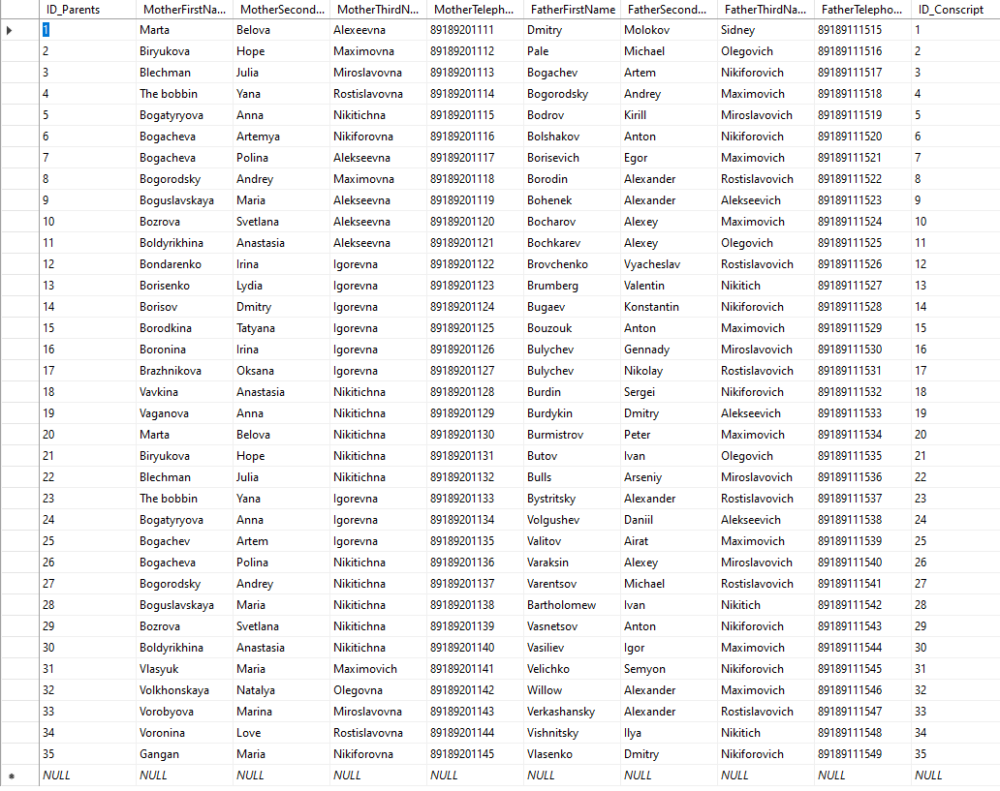 ID_Parents MotherFirstNa... MotherSecond... MotherThirdN... MotherTeleph... FatherFirstName FatherSecond... FatherThirdNa... FatherTelepho... ID_Conscript
1 Marta Belova Alexeevna 89189201111 Dmitry Molokov Sidney 89189111515 1
2 Biryukova Hope Maximovna 89189201112 Pale Michael Olegovich 89189111516 2
3 Blechman Julia Miroslavovna 89189201113 Bogachev Artem Nikiforovich 89189111517 3
4 The bobbin Yana Rostislavovna 89189201114 Bogorodsky Andrey Maximovich 89189111518 4
5 Bogatyryova Anna Nikitichna 89189201115 Bodrov Kirill Miroslavovich 89189111519 5
6 Bogacheva Artemya Nikiforovna 89189201116 Bolshakov Anton Nikiforovich 89189111520 6
7 Bogacheva Polina Alekseevna 89189201117 Borisevich Egor Maximovich 89189111521 7
8 Bogorodsky Andrey Maximovna 89189201118 Borodin Alexander Rostislavovich 89189111522 8
9 Boguslavskaya Maria Alekseevna 89189201119 Bohenek Alexander Alekseevich 89189111523 9
10 Bozrova Svetlana Alekseevna 89189201120 Bocharov Alexey Maximovich 89189111524 10
11 Boldyrikhina Anastasia Alekseevna 89189201121 Bochkarev Alexey Olegovich 89189111525 11
12 Bondarenko Irina Igorevna 89189201122 Brovchenko Vyacheslav Rostislavovich 89189111526 12
13 Borisenko Lydia Igorevna 89189201123 Brumberg Valentin Nikitich 89189111527 13
14 Borisov Dmitry Igorevna 89189201124 Bugaev Konstantin Nikiforovich 89189111528 14
15 Borodkina Tatyana Igorevna 89189201125 Bouzouk Anton Maximovich 89189111529 15
16 Boronina Irina Igorevna 89189201126 Bulychev Gennady Miroslavovich 89189111530 16
17 Brazhnikova Oksana Igorevna 89189201127 Bulychev Nikolay Rostislavovich 89189111531 17
18 Vavkina Anastasia Nikitichna 89189201128 Burdin Sergei Nikiforovich 89189111532 18
19 Vaganova Anna Nikitichna 89189201129 Burdykin Dmitry Alekseevich 89189111533 19
20 Marta Belova Nikitichna 89189201130 Burmistrov Peter Maximovich 89189111534 20
21 Biryukova Hope Nikitichna 89189201131 Butov Ivan Olegovich 89189111535 21
22 Blechman Julia Nikitichna 89189201132 Bulls Arseniy Miroslavovich 89189111536 22
23 The bobbin Yana Igorevna 89189201133 Bystritsky Alexander Rostislavovich 89189111537 23
24 Bogatyryova Anna Igorevna 89189201134 Volgushev Daniil Alekseevich 89189111538 24
25 Bogachev Artem Igorevna 89189201135 Valitov Airat Maximovich 89189111539 25
26 Bogacheva Polina Nikitichna 89189201136 Varaksin Alexey Miroslavovich 89189111540 26
27 Bogorodsky Andrey Nikitichna 89189201137 Varentsov Michael Rostislavovich 89189111541 27
28 Boguslavskaya Maria Nikitichna 89189201138 Bartholomew Ivan Nikitich 89189111542 28
29 Bozrova Svetlana Nikitichna 89189201139 Vasnetsov Anton Nikiforovich 89189111543 29
30 Boldyrikhina Anastasia Nikitichna 89189201140 Vasiliev Igor Maximovich 89189111544 30
31 Vlasyuk Maria Maximovich 89189201141 Velichko Semyon Nikiforovich 89189111545 31
32 Volkhonskaya Natalya Olegovna 89189201142 Willow Alexander Maximovich 89189111546 32
33 Vorobyova Marina Miroslavovna 89189201143 Verkashansky Alexander Rostislavovich 89189111547 33
34 Voronina Love Rostislavovna 89189201144 Vishnitsky Ilya Nikitich 89189111548 34
35 Gangan Maria Nikiforovna 89189201145 Vlasenko Dmitry Nikiforovich 89189111549 35
NULL NULL NULL NULL NULL NULL NULL NULL NULL NULL